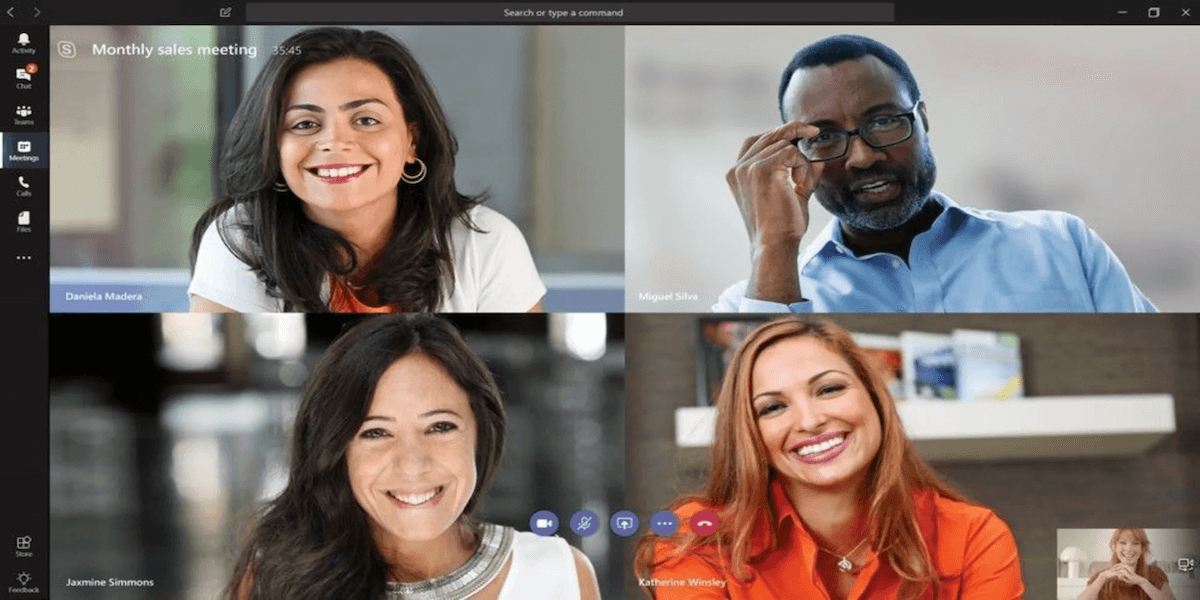 Search or type a command
Monthly sales meeting 35:45
Activity
2
Chat
Teams
Meetings
Calls
Files
Daniela Madera
Miguel Silva
Jaxmine Simmons
Katherine Winsley
Store
Feedback